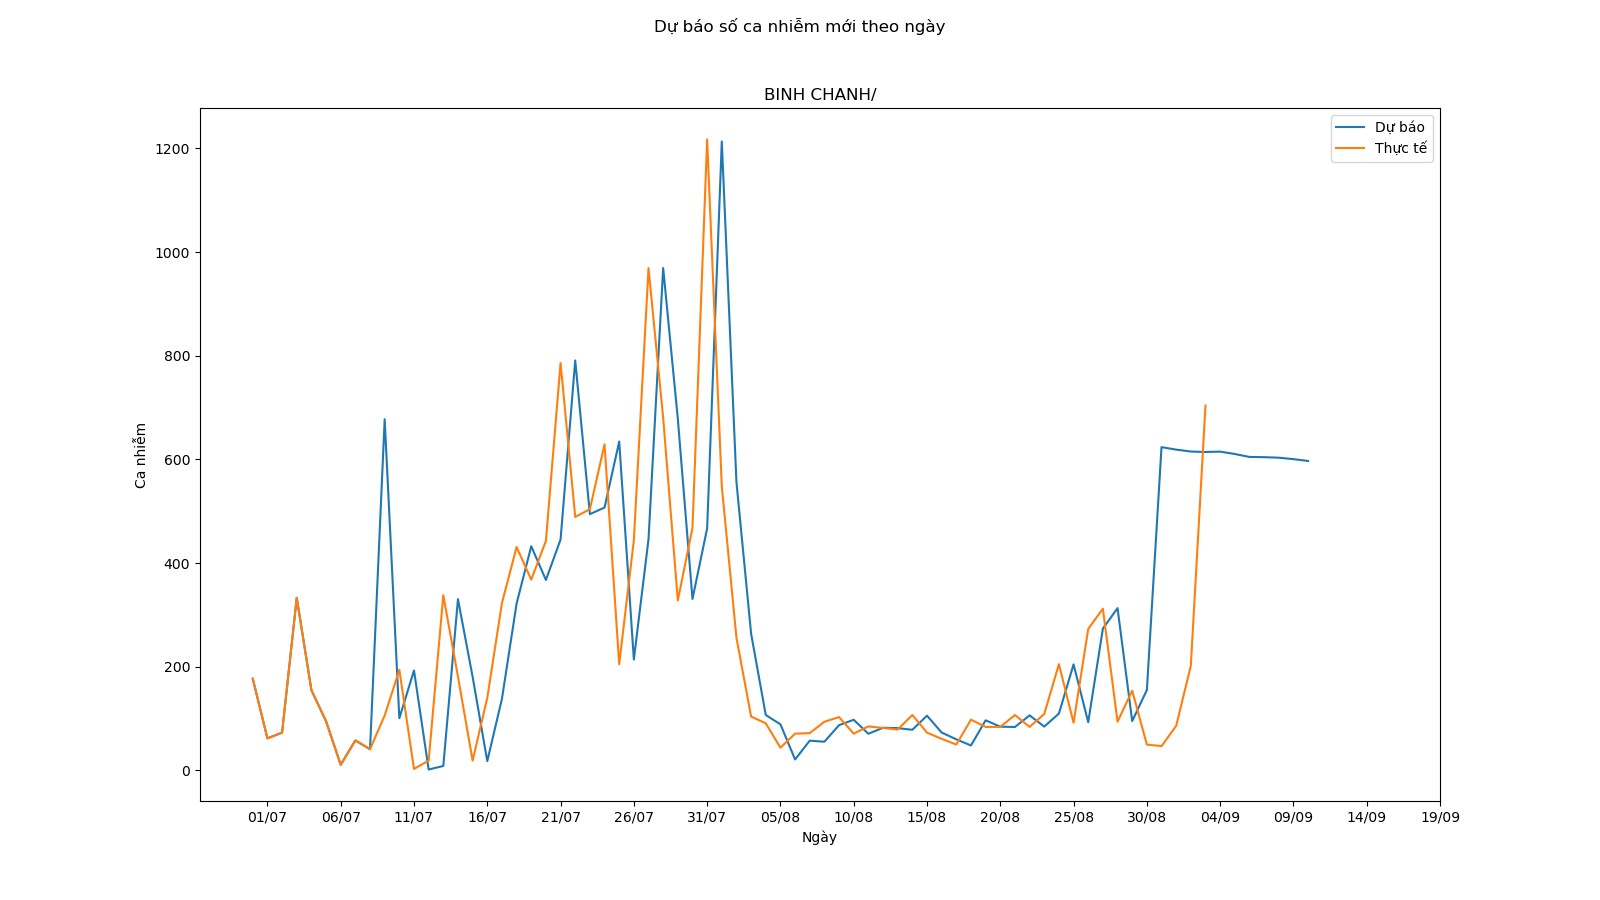 Dự báo số ca nhiễm mới theo ngày
BINH CHANH/
Dự báo
Thực tế
1200
1000
800
600
400
200
0
Ca nhiễm
01/07 06/07 11/07 16/07 21/07 26/07 31/07 05/08 10/08 15/08 20/08 25/08 30/08 04/09 09/09 14/09 19/09
Ngày